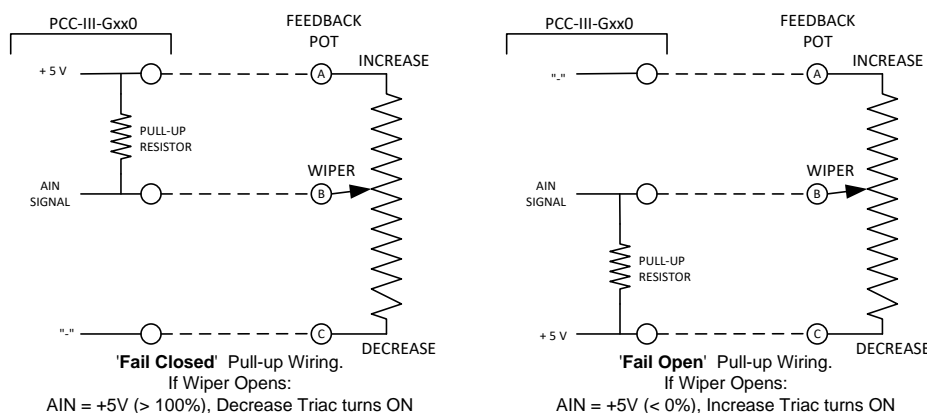 PCC-III-Gxx0
FEEDBACK
POT
INCREASE
+ 5 V
A
PULL-UP
RESISTOR
WIPER
AIN
SIGNAL
B
"-"
C
DECREASE
'Fail Closed' Pull-up Wiring.
If Wiper Opens:
AIN = +5V (> 100%), Decrease Triac turns ON
PCC-III-Gxx0
FEEDBACK
POT
INCREASE
"-"
A
WIPER
AIN
SIGNAL
B
PULL-UP
RESISTOR
+ 5 V
C
DECREASE
'Fail Open' Pull-up Wiring.
If Wiper Opens:
AIN = +5V (< 0%), Increase Triac turns ON